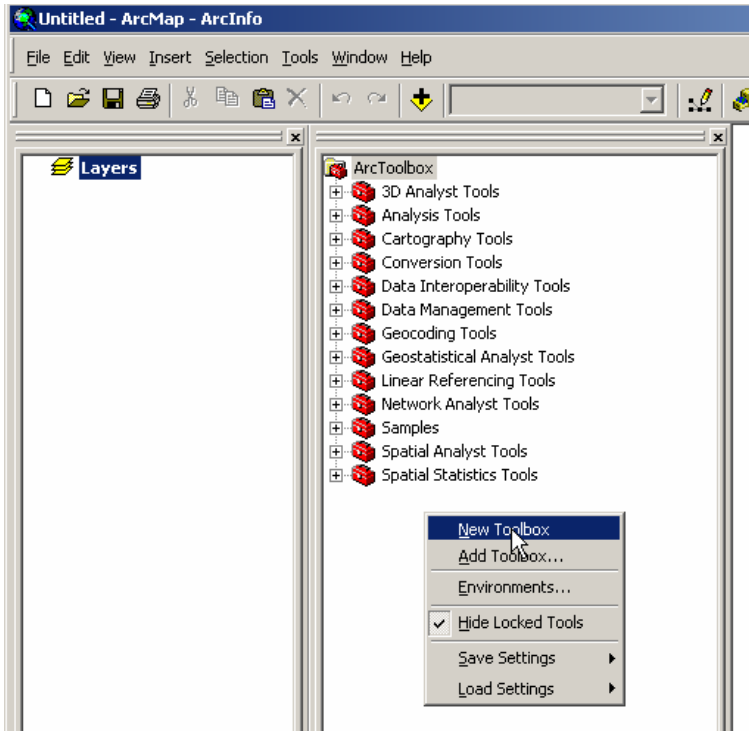 Untitled - ArcMap - ArcInfo
File Edit View Insert Selection Tools Window Help
Layers
ArcToolbox
3D Analyst Tools
Analysis Tools
Cartography Tools
Conversion Tools
Data Interoperability Tools
Data Management Tools
Geocoding Tools
Geostatistical Analyst Tools
Linear Referencing Tools
Network Analyst Tools
Samples
Spatial Analyst Tools
Spatial Statistics Tools
New Toolbox
Add Toolbox...
Environments...
Hide Locked Tools
Save Settings
Load Settings